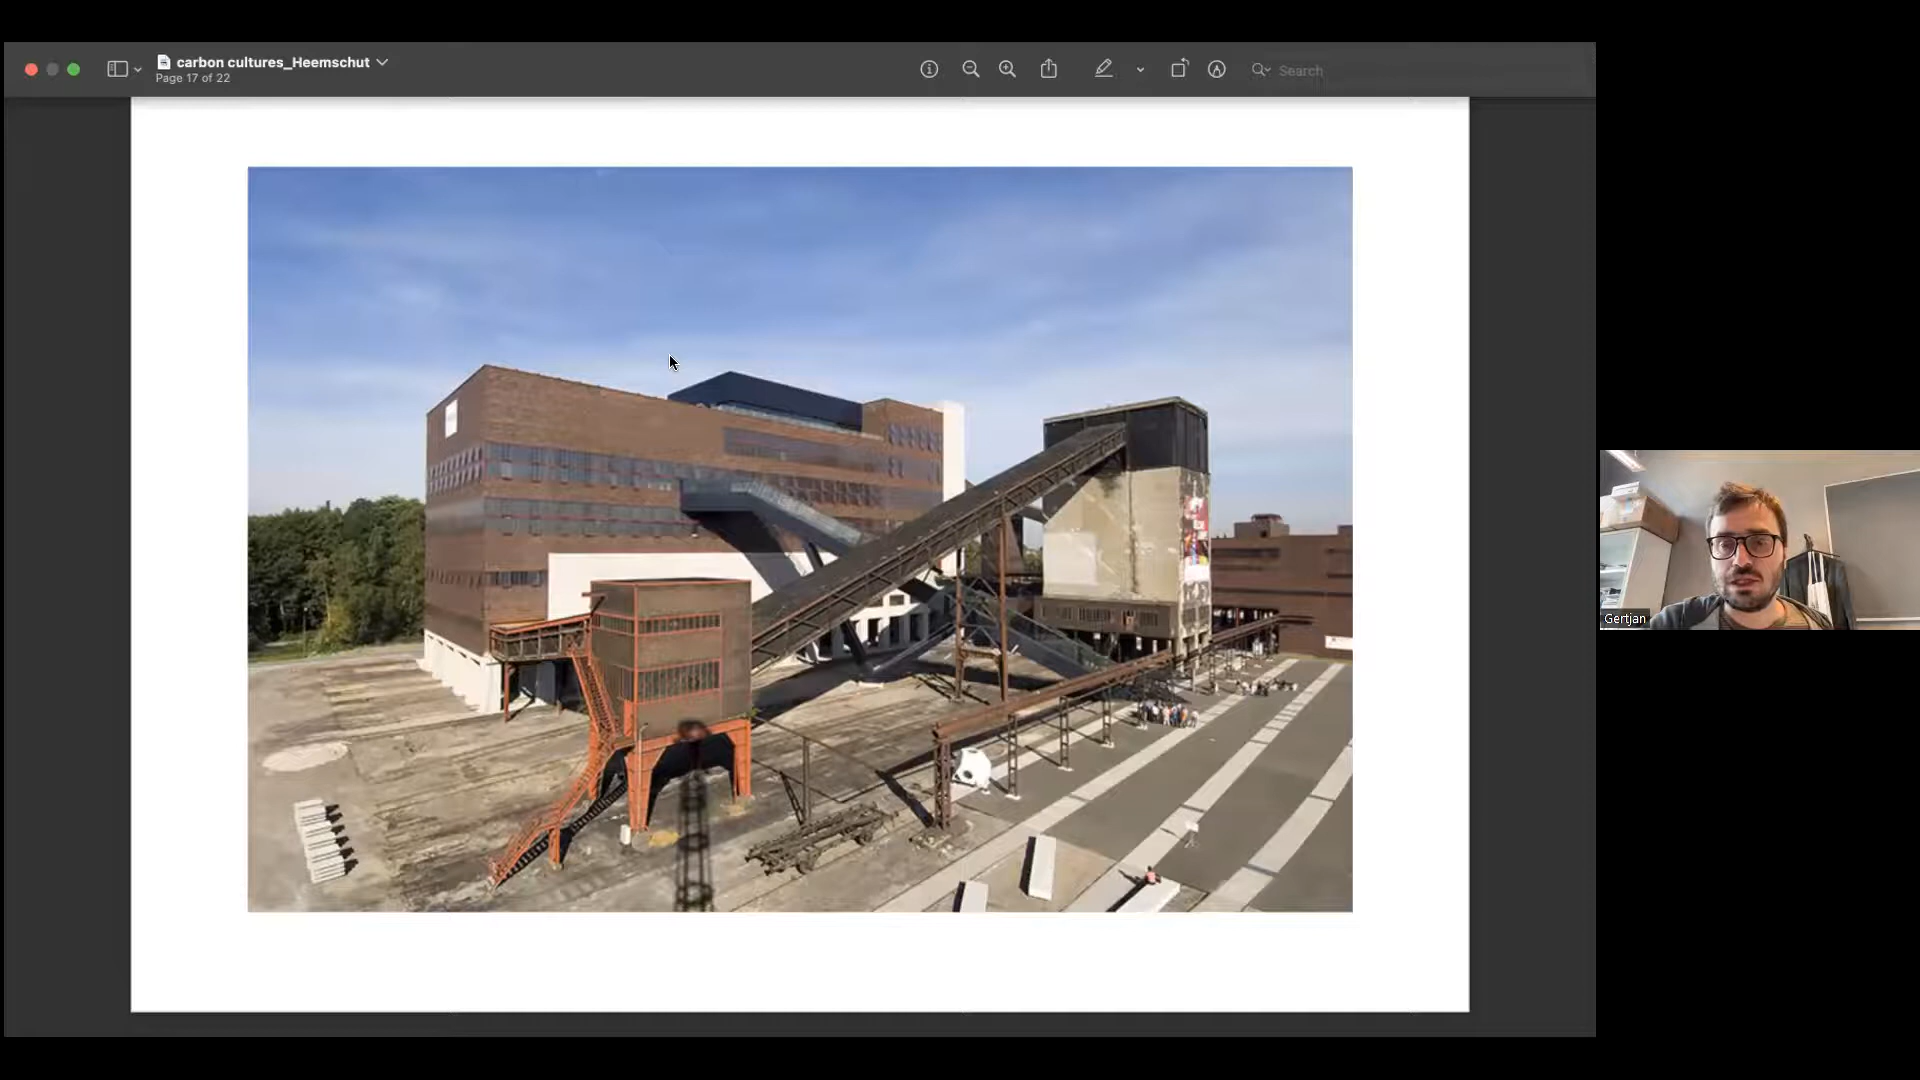 carbon cultures_Heemschut
Page 17 of 22
Search
Gertjan